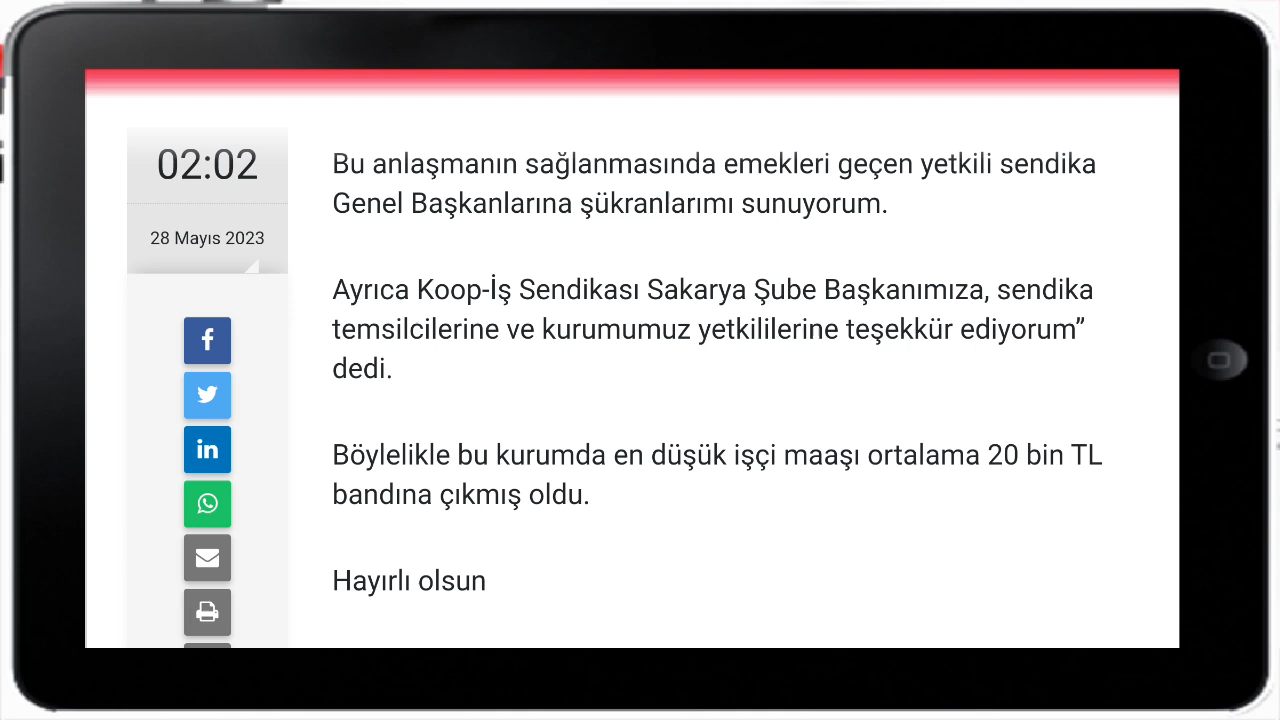 02:02
28 Mayıs 2023
Bu anlaşmanın sağlanmasında emekleri geçen yetkili sendika
Genel Başkanlarına şükranlarımı sunuyorum.
Ayrıca Koop-İş Sendikası Sakarya Şube Başkanımıza, sendika
temsilcilerine ve kurumumuz yetkililerine teşekkür ediyorum”
dedi.
Böylelikle bu kurumda en düşük işçi maaşı ortalama 20 bin TL
bandına çıkmış oldu.
Hayırlı olsun